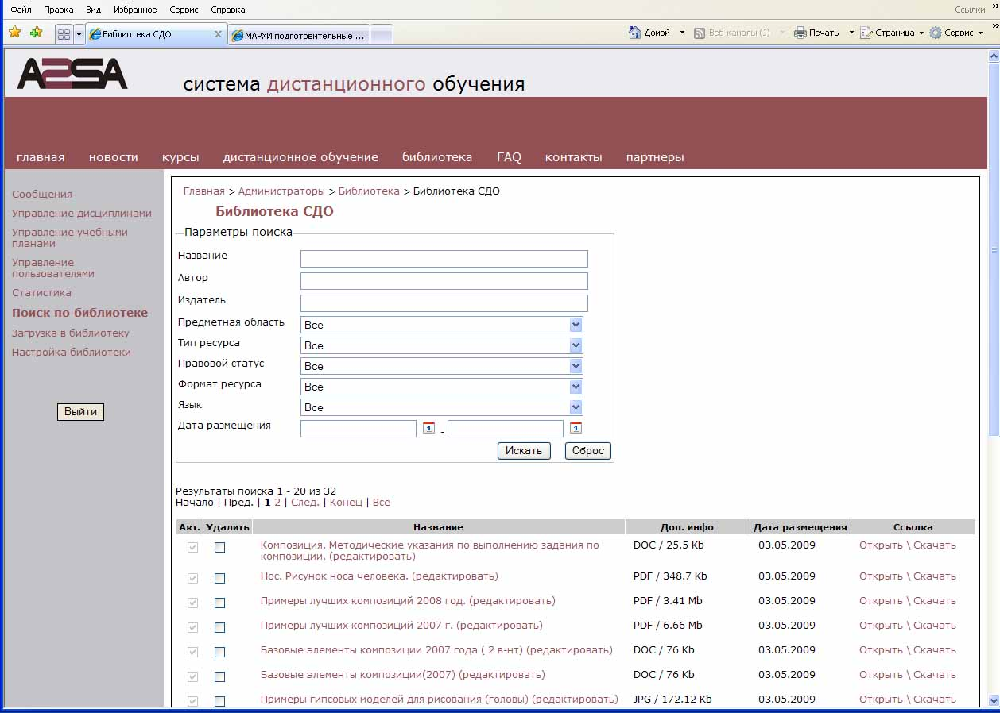 Файл Правка Вид Избранное Сервис Справка Ссылки »
Библиотека СДО x МАРХИ подготовительные ... Домой Веб-каналы (J) Печать Страница Сервис »
A2SA
система дистанционного обучения
главная новости курсы дистанционное обучение библиотека FAQ контакты партнеры
Сообщения
Управление дисциплинами
Управление учебными
планами
Управление
пользователями
Статистика
Поиск по библиотеке
Загрузка в библиотеку
Настройка библиотеки
Выйти
Главная > Администраторы > Библиотека > Библиотека СДО
Библиотека СДО
Параметры поиска
Название
Автор
Издатель
Предметная область Все
Тип ресурса Все
Правовой статус Все
Формат ресурса Все
Язык Все
Дата размещения 1 - 1
Искать Сброс
Результаты поиска 1 - 20 из 32
Начало | Пред. | 1 2 | След. | Конец | Все
Акт. Удалить Название Доп. инфо Дата размещения Ссылка
Композиция. Методические указания по выполнению задания по DOC / 25.5 Kb 03.05.2009 Открыть \ Скачать
композиции. (редактировать)
Нос. Рисунок носа человека. (редактировать) PDF / 348.7 Kb 03.05.2009 Открыть \ Скачать
Примеры лучших композиций 2008 год. (редактировать) PDF / 3.41 Mb 03.05.2009 Открыть \ Скачать
Примеры лучших композиций 2007 г. (редактировать) PDF / 6.66 Mb 03.05.2009 Открыть \ Скачать
Базовые элементы композиции 2007 года ( 2 в-нт) (редактировать) DOC / 76 Kb 03.05.2009 Открыть \ Скачать
Базовые элементы композиции(2007) (редактировать) DOC / 76 Kb 03.05.2009 Открыть \ Скачать
Примеры гипсовых моделей для рисования (головы) (редактировать) JPG / 172.12 Kb 03.05.2009 Открыть \ Скачать